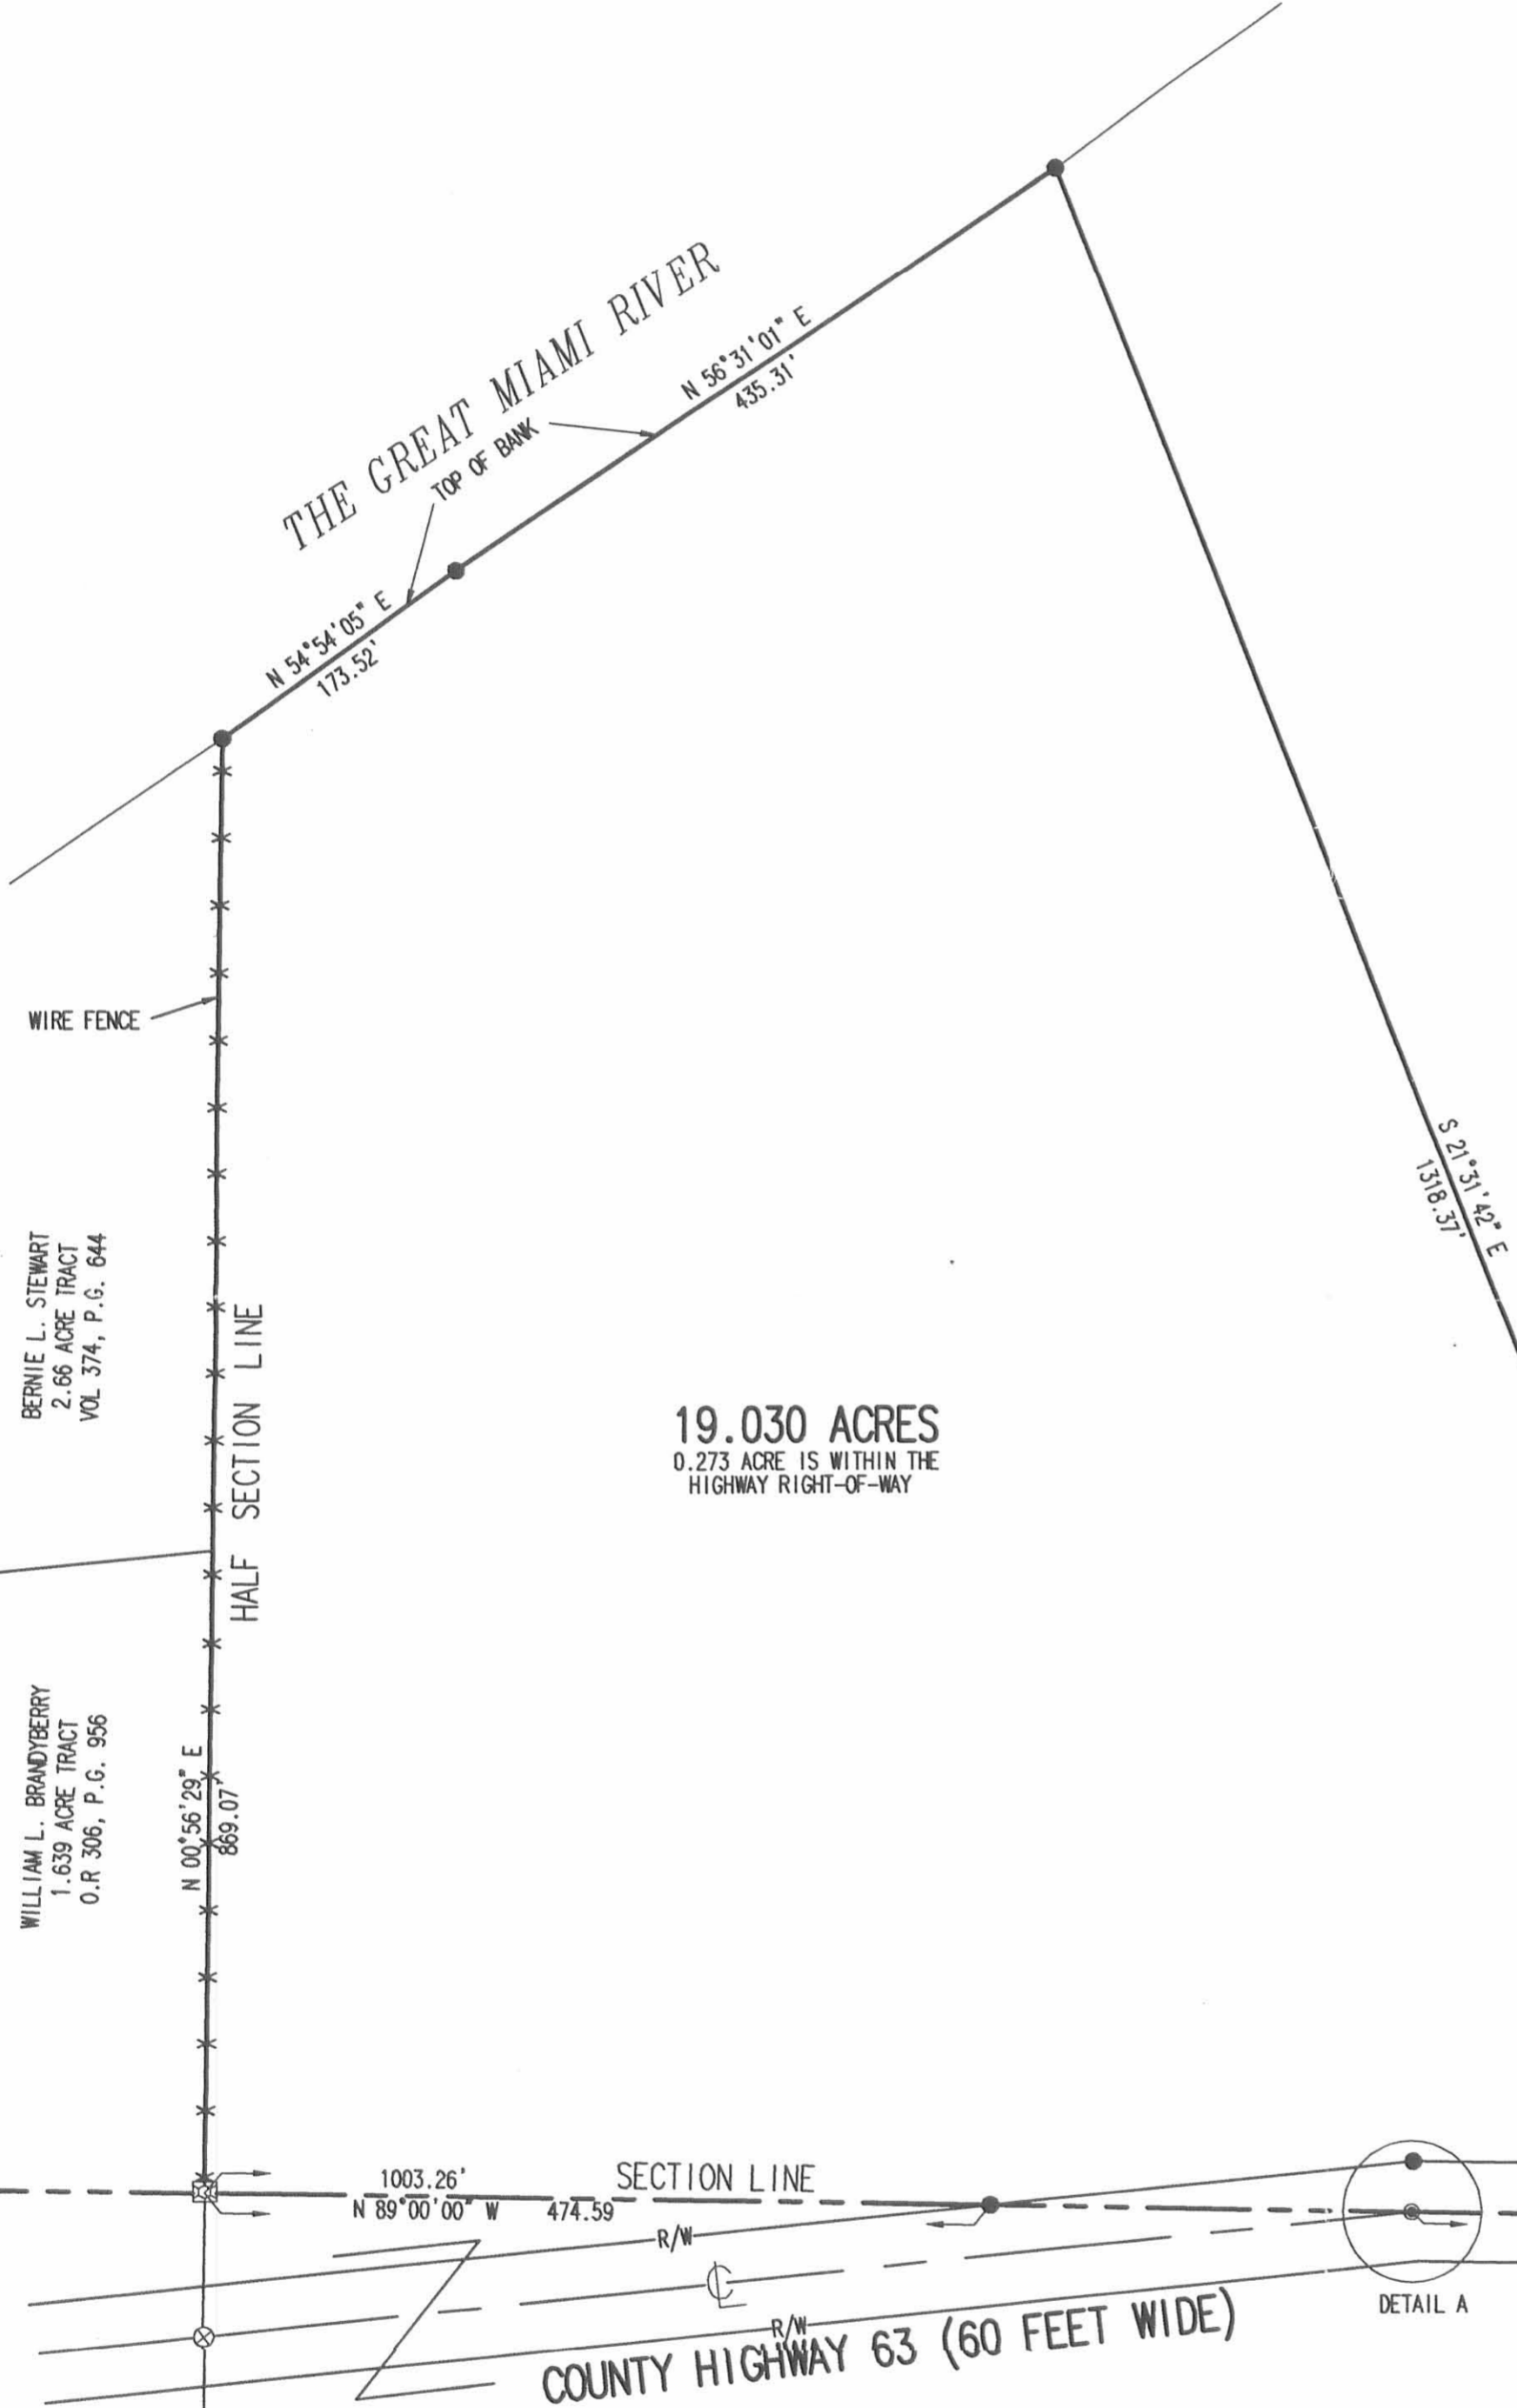 THE GREAT MIAMI RIVER
TOP OF BANK
N 56°31'01" E
435.31'
N 54°54'05" E
173.52'
WIRE FENCE
S 21°31'42" E
1318.37'
BERNIE L. STEWART
2.66 ACRE TRACT
VOL 374, P.G. 644
HALF SECTION LINE
19.030 ACRES
0.273 ACRE IS WITHIN THE
HIGHWAY RIGHT-OF-WAY
WILLIAM L. BRANDYBERRY
1.639 ACRE TRACT
O.R 306, P.G. 956
N 00°56'29" E
869.07'
1003.26'
SECTION LINE
N 89°00'00" W 474.59
R/W
℄
R/W
DETAIL A
COUNTY HIGHWAY 63 (60 FEET WIDE)